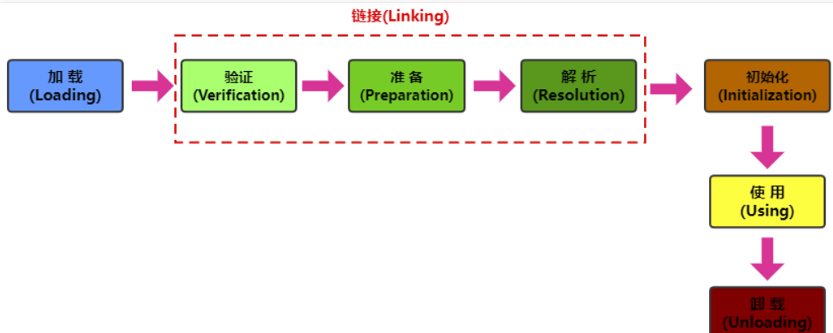 链接(Linking)
加 载
(Loading)
验证
(Verification)
准 备
(Preparation)
解 析
(Resolution)
初始化
(Initialization)
使 用
(Using)
卸 载
(Unloading)